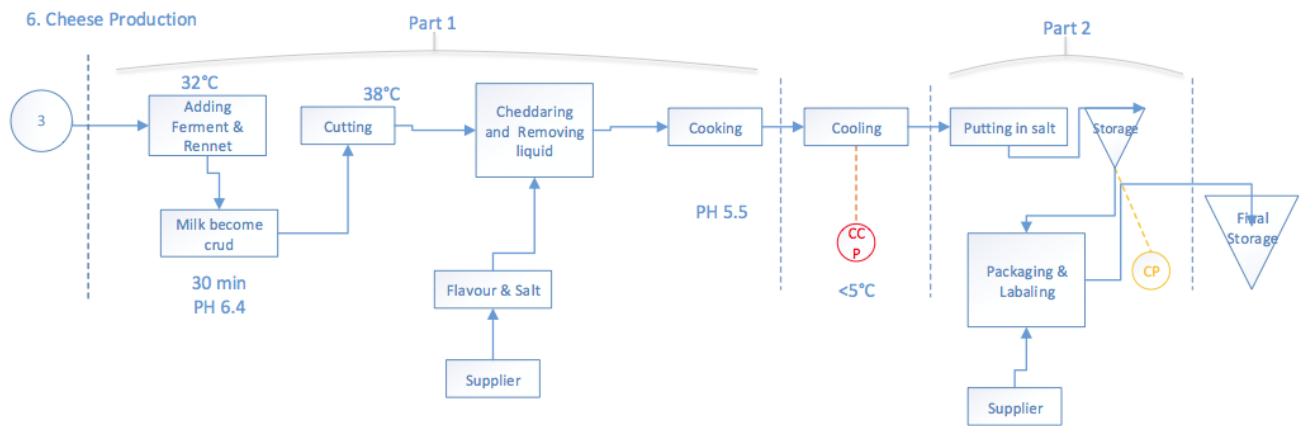 6. Cheese Production
Part 1
Part 2
3
32°C
Adding
Ferment &
Rennet
Milk become
crud
30 min
PH 6.4
Cutting
38°C
Cheddaring
and Removing
liquid
Flavour & Salt
Supplier
Cooking
PH 5.5
Cooling
CC
P
<5°C
Putting in salt
Storage
Packaging &
Labaling
Supplier
CP
Final
Storage